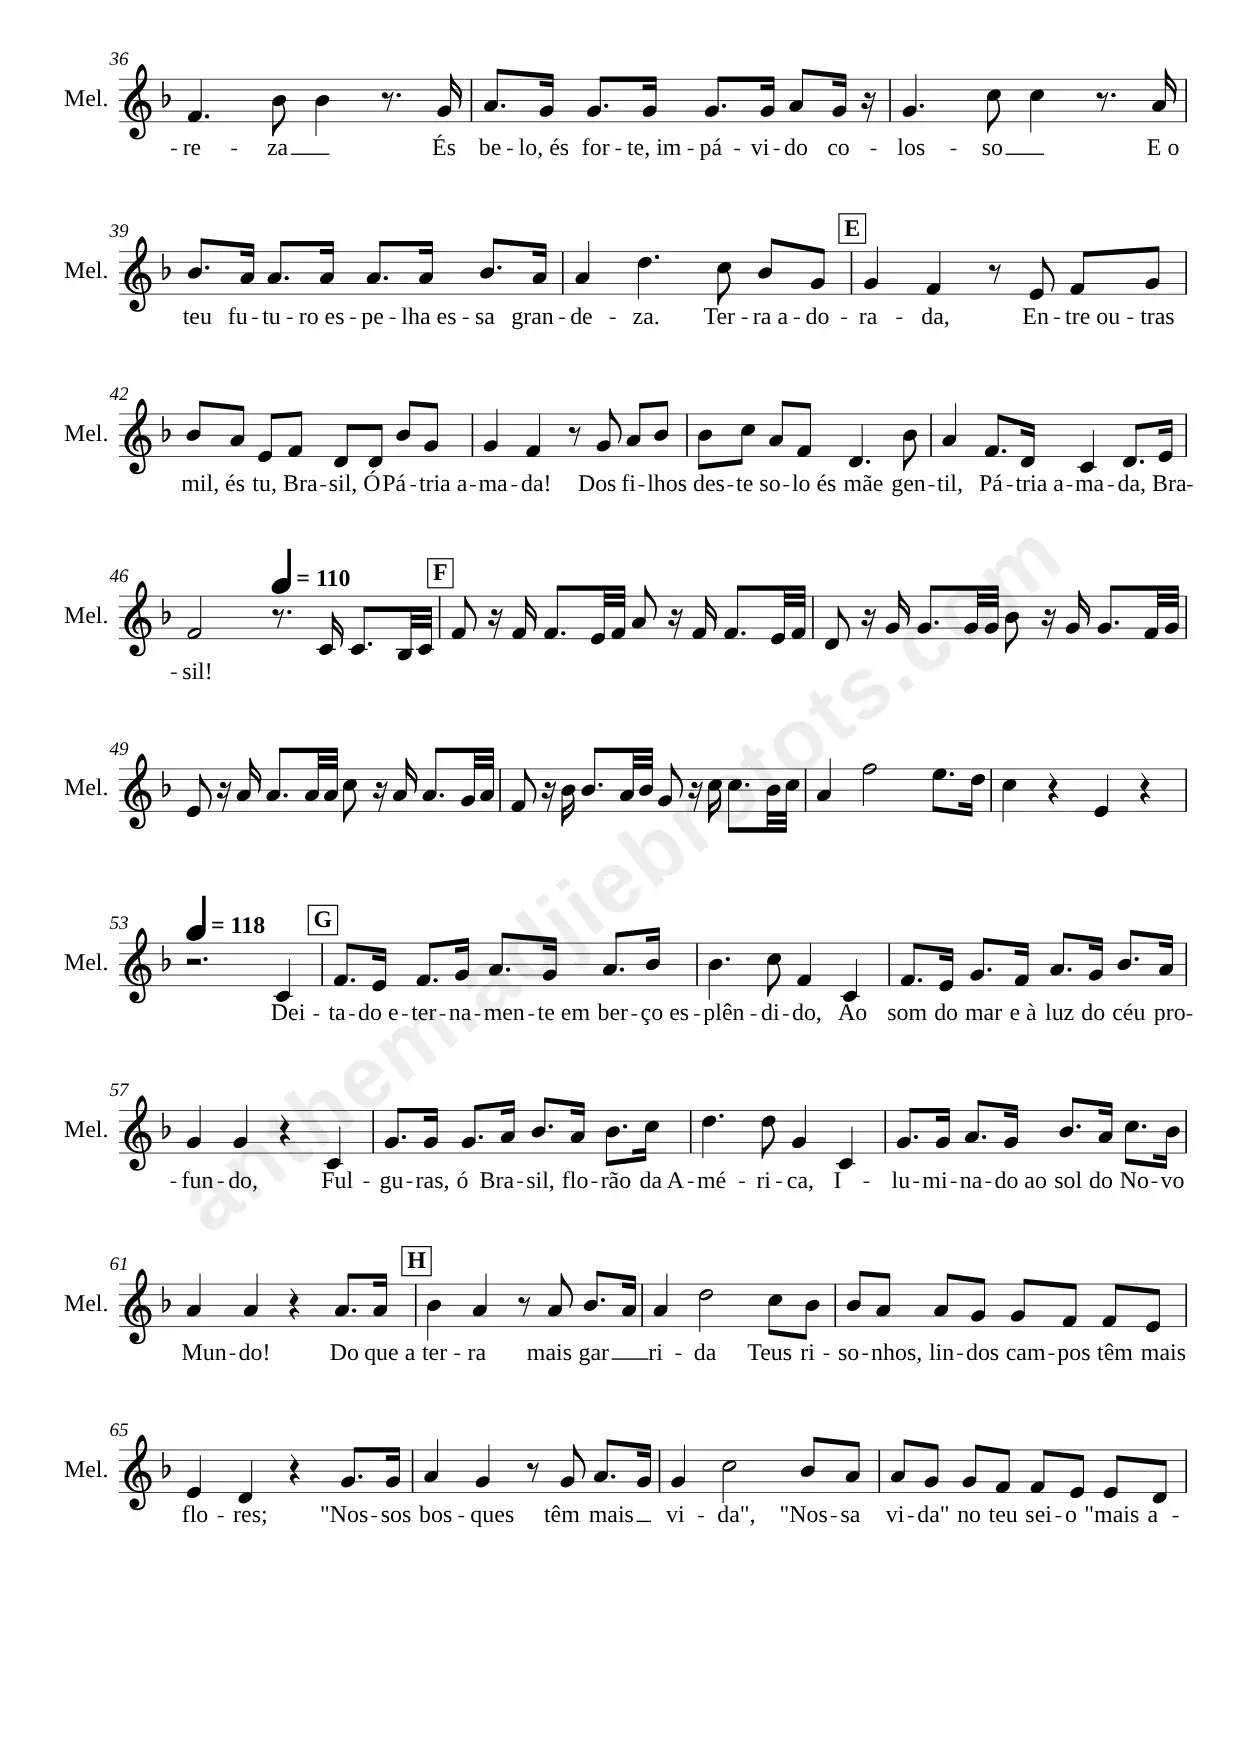 36
Mel.
- re - za __ És be - lo, és for - te, im - pá - vi - do co - los - so __ E o
39
E
Mel.
teu fu - tu - ro es - pe - lha es - sa gran - de - za. Ter - ra a - do - ra - da, En - tre ou - tras
42
Mel.
mil, és tu, Bra - sil, Ó Pá - tria a - ma - da! Dos fi - lhos des - te so - lo és mãe gen - til, Pá - tria a - ma - da, Bra -
46
= 110
F
Mel.
- sil!
49
Mel.
53
= 118
G
Mel.
Dei - ta - do e - ter - na - men - te em ber - ço es - plên - di - do, Ao som do mar e à luz do céu pro -
57
Mel.
- fun - do, Ful - gu - ras, ó Bra - sil, flo - rão da A - mé - ri - ca, I - lu - mi - na - do ao sol do No - vo
61
H
Mel.
Mun - do! Do que a ter - ra mais gar __ ri - da Teus ri - so - nhos, lin - dos cam - pos têm mais
65
Mel.
flo - res; "Nos - sos bos - ques têm mais __ vi - da", "Nos - sa vi - da" no teu sei - o "mais a -
anthem.adjiebrotots.com